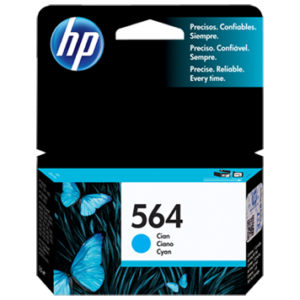 hp
Precisos. Confiables.
Siempre.
Preciso. Confiável.
Sempre.
Precise. Reliable.
Every time.
564
Cian
Ciano
Cyan